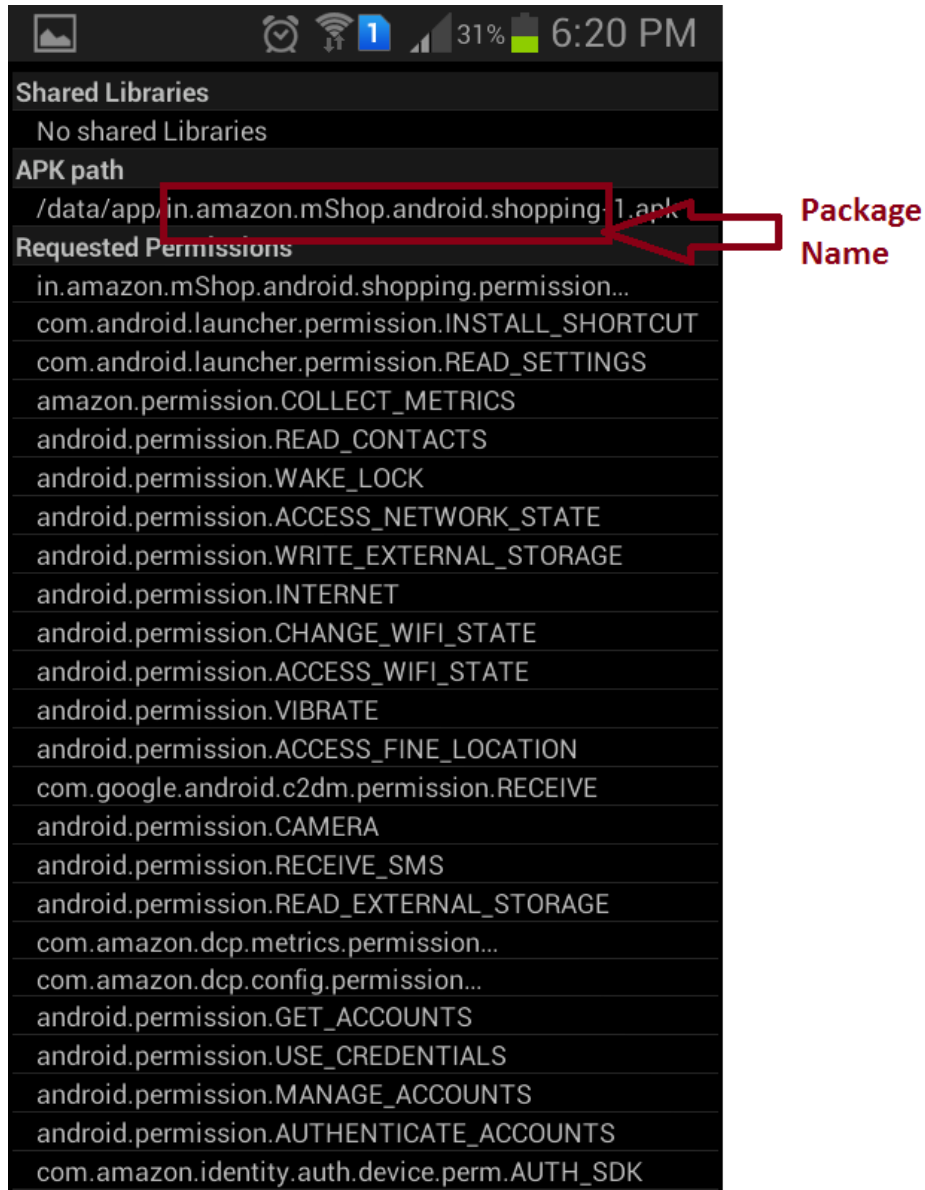 1 31% 6:20 PM
Shared Libraries
No shared Libraries
APK path
/data/app/in.amazon.mShop.android.shopping-1.apk
Package
Name
Requested Permissions
in.amazon.mShop.android.shopping.permission...
com.android.launcher.permission.INSTALL_SHORTCUT
com.android.launcher.permission.READ_SETTINGS
amazon.permission.COLLECT_METRICS
android.permission.READ_CONTACTS
android.permission.WAKE_LOCK
android.permission.ACCESS_NETWORK_STATE
android.permission.WRITE_EXTERNAL_STORAGE
android.permission.INTERNET
android.permission.CHANGE_WIFI_STATE
android.permission.ACCESS_WIFI_STATE
android.permission.VIBRATE
android.permission.ACCESS_FINE_LOCATION
com.google.android.c2dm.permission.RECEIVE
android.permission.CAMERA
android.permission.RECEIVE_SMS
android.permission.READ_EXTERNAL_STORAGE
com.amazon.dcp.metrics.permission...
com.amazon.dcp.config.permission...
android.permission.GET_ACCOUNTS
android.permission.USE_CREDENTIALS
android.permission.MANAGE_ACCOUNTS
android.permission.AUTHENTICATE_ACCOUNTS
com.amazon.identity.auth.device.perm.AUTH_SDK